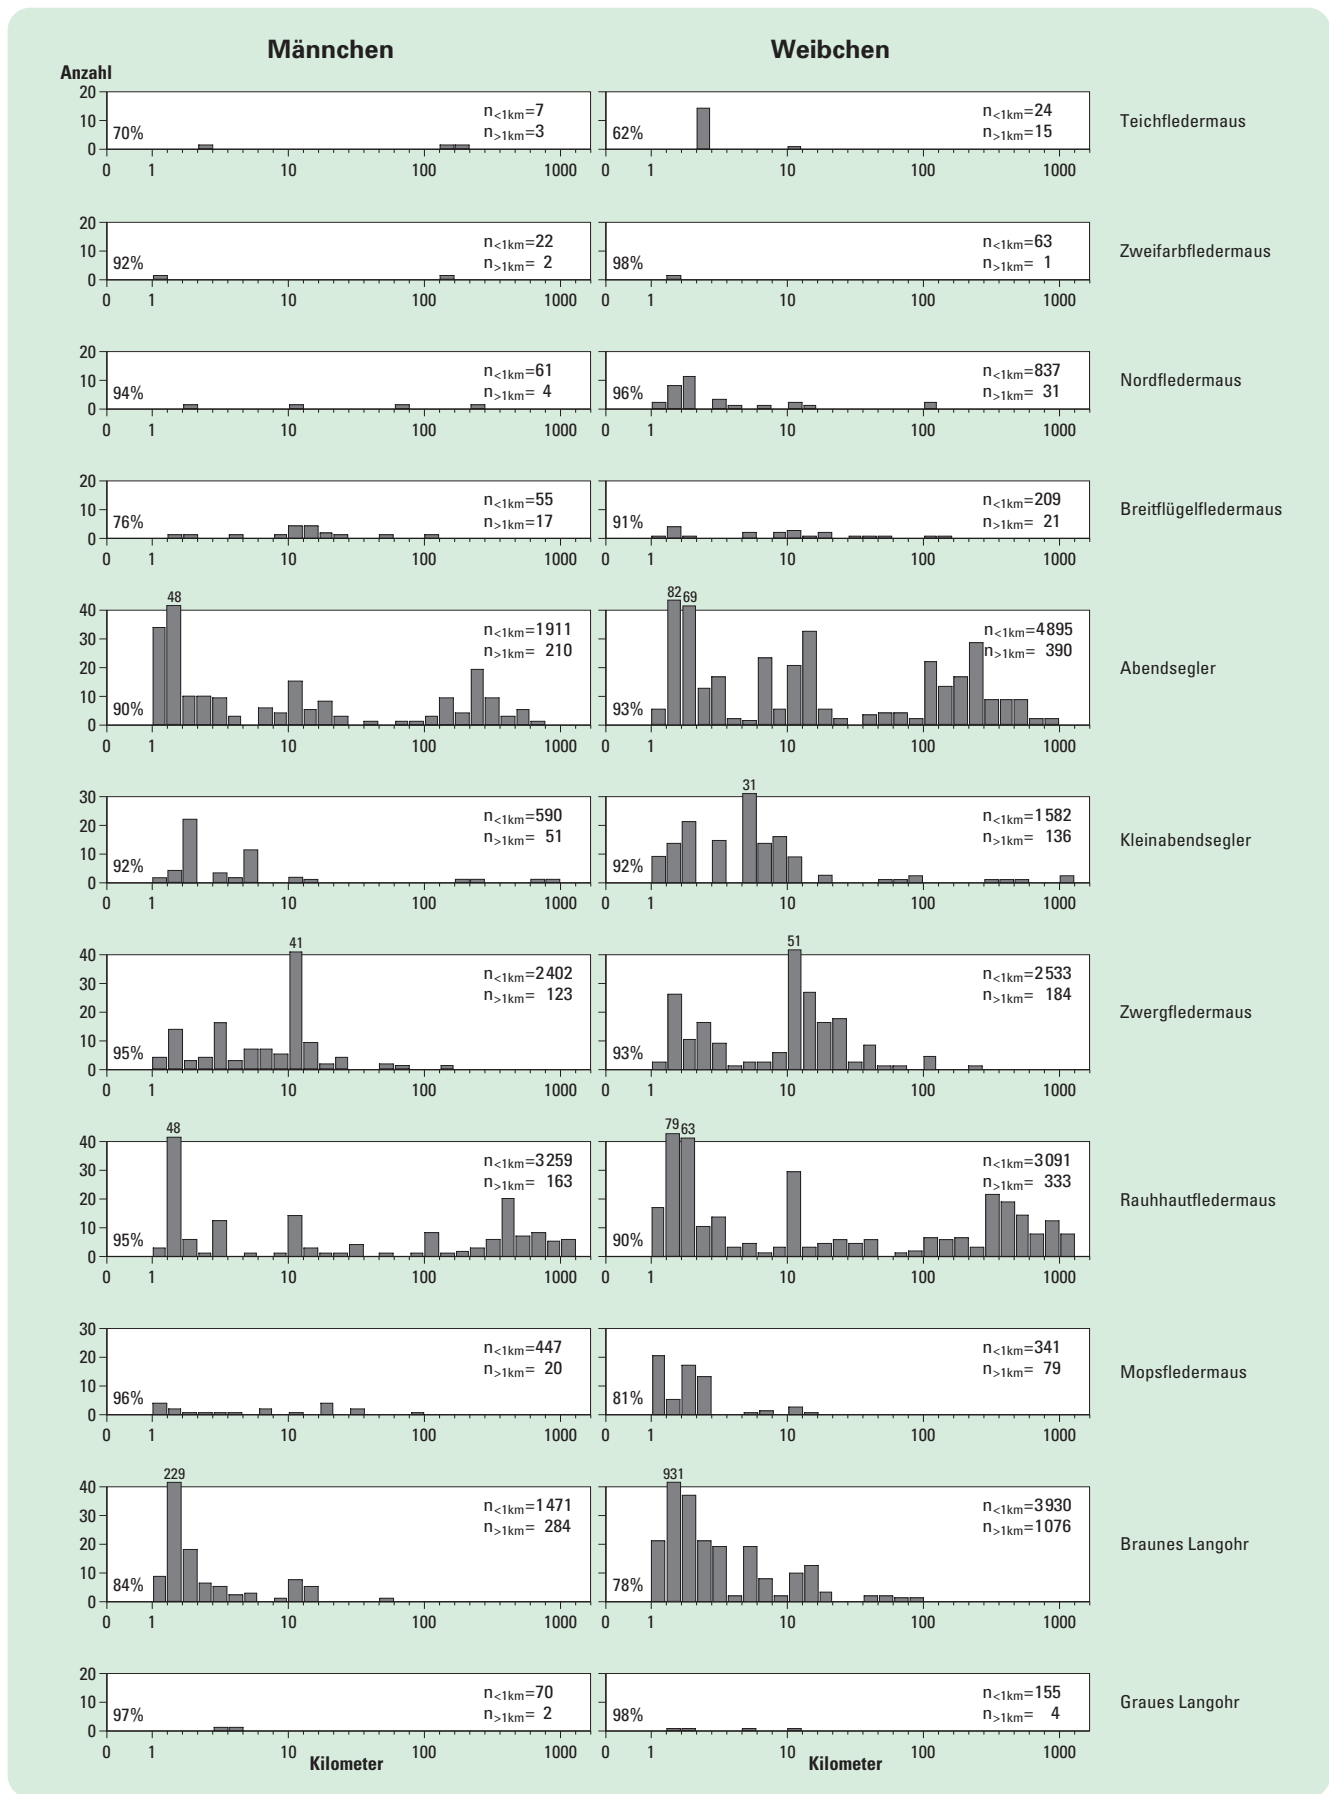 Männchen Weibchen
Anzahl
20
10
0
70%
n<1km=7
n>1km=3
0 1 10 100 1000
62%
n<1km=24
n>1km=15
0 1 10 100 1000
Teichfledermaus
20
10
0
92%
n<1km=22
n>1km= 2
0 1 10 100 1000
98%
n<1km=63
n>1km= 1
0 1 10 100 1000
Zweifarbfledermaus
20
10
0
94%
n<1km=61
n>1km= 4
0 1 10 100 1000
96%
n<1km=837
n>1km= 31
0 1 10 100 1000
Nordfledermaus
20
10
0
76%
n<1km=55
n>1km=17
0 1 10 100 1000
91%
n<1km=209
n>1km= 21
0 1 10 100 1000
Breitflügelfledermaus
40
30
20
10
0
48
90%
n<1km=1911
n>1km= 210
0 1 10 100 1000
82 69
93%
n<1km=4895
n>1km= 390
0 1 10 100 1000
Abendsegler
30
20
10
0
92%
n<1km=590
n>1km= 51
0 1 10 100 1000
31
92%
n<1km=1582
n>1km= 136
0 1 10 100 1000
Kleinabendsegler
40
30
20
10
0
41
95%
n<1km=2402
n>1km= 123
0 1 10 100 1000
51
93%
n<1km=2533
n>1km= 184
0 1 10 100 1000
Zwergfledermaus
40
30
20
10
0
48
95%
n<1km=3259
n>1km= 163
0 1 10 100 1000
79 63
90%
n<1km=3091
n>1km= 333
0 1 10 100 1000
Rauhhautfledermaus
30
20
10
0
96%
n<1km=447
n>1km= 20
0 1 10 100 1000
81%
n<1km=341
n>1km= 79
0 1 10 100 1000
Mopsfledermaus
40
30
20
10
0
229
84%
n<1km=1471
n>1km= 284
0 1 10 100 1000
931
78%
n<1km=3930
n>1km=1076
0 1 10 100 1000
Braunes Langohr
20
10
0
97%
n<1km=70
n>1km= 2
0 1 10 100 1000
98%
n<1km=155
n>1km= 4
0 1 10 100 1000
Graues Langohr
Kilometer Kilometer